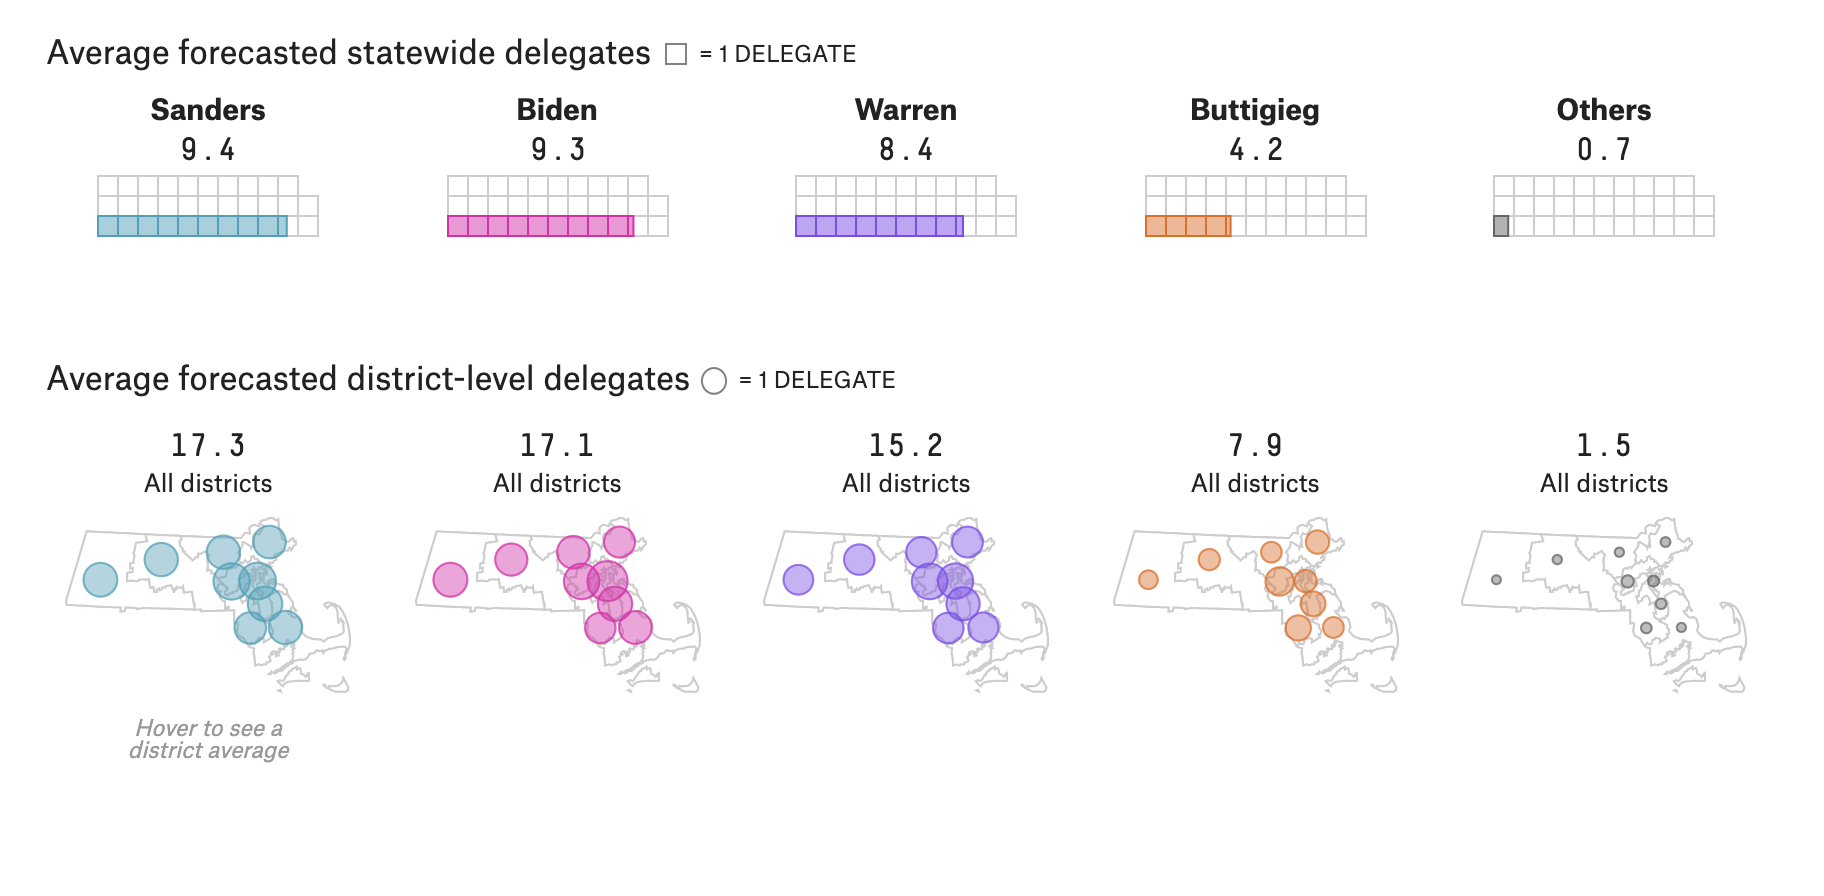 Average forecasted statewide delegates = 1 DELEGATE
Sanders Biden Warren Buttigieg Others
9.4 9.3 8.4 4.2 0.7
Average forecasted district-level delegates = 1 DELEGATE
17.3 17.1 15.2 7.9 1.5
All districts All districts All districts All districts All districts
Hover to see a
district average